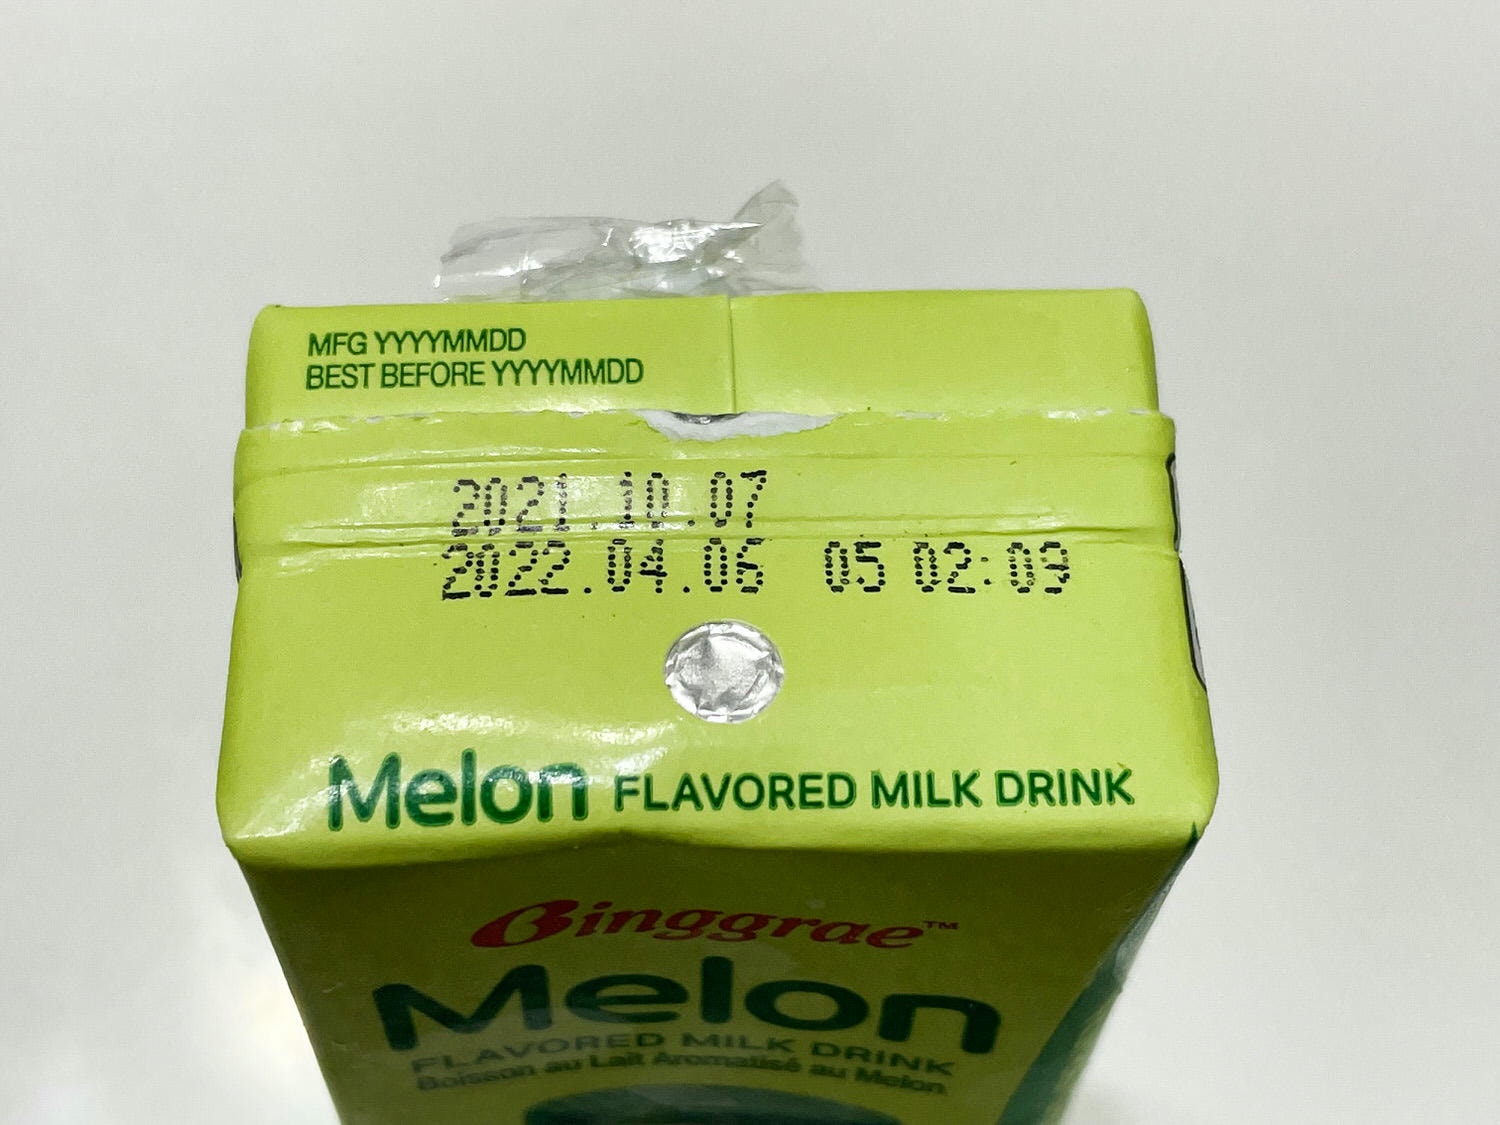 MFG YYYYMMDD
BEST BEFORE YYYYMMDD
2021.10.07
2022.04.06 05 02:09
Melon FLAVORED MILK DRINK
Binggrae™
Melon
FLAVORED MILK DRINK
Boisson au Lait Aromatisé au Melon